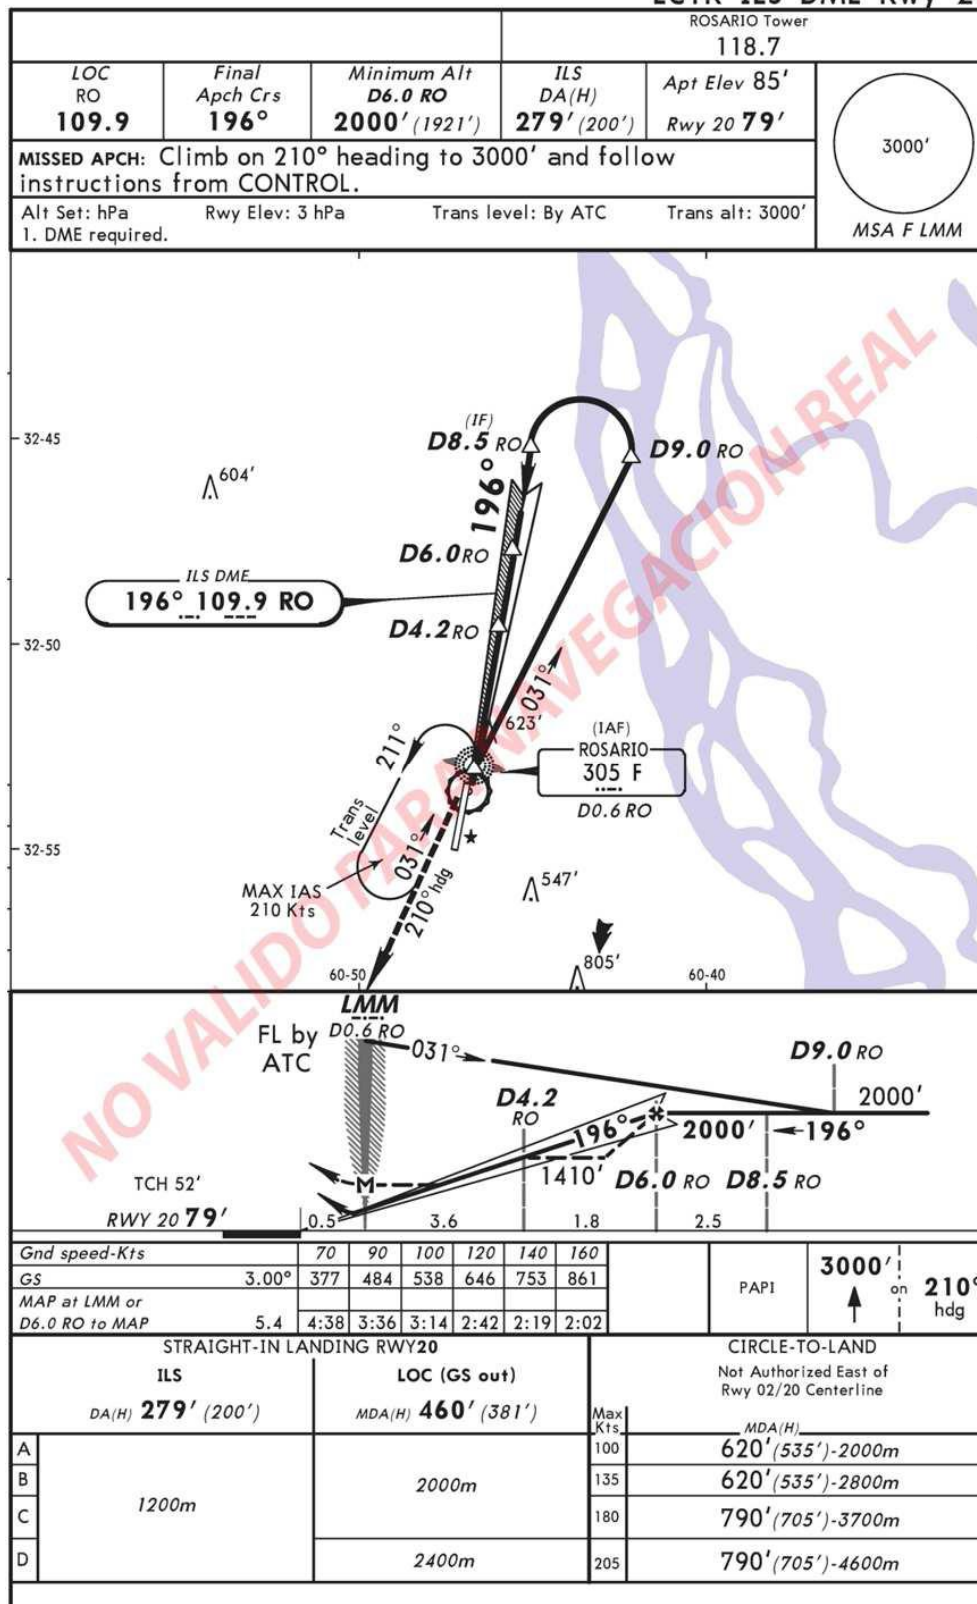 ROSARIO Tower
118.7
LOC
RO
109.9
Final
Apch Crs
196°
Minimum Alt
D6.0 RO
2000' (1921')
ILS
DA(H)
279' (200')
Apt Elev 85'
Rwy 20 79'
3000'
MSA F LMM
MISSED APCH: Climb on 210° heading to 3000' and follow
instructions from CONTROL.
Alt Set: hPa Rwy Elev: 3 hPa Trans level: By ATC Trans alt: 3000'
1. DME required.
NO VALIDO PARA NAVEGACION REAL
32-45
(IF)
D8.5 RO
D9.0 RO
196°
604'
D6.0 RO
ILS DME
196° 109.9 RO
D4.2 RO
32-50
031°
623'
(IAF)
ROSARIO
305 F
D0.6 RO
211°
Trans
level
031°
32-55
MAX IAS
210 Kts
210° hdg
547'
805'
60-50
60-40
LMM
D0.6 RO
FL by
ATC
031°
D9.0 RO
2000'
D4.2
RO
196°
2000'
196°
1410'
D6.0 RO
D8.5 RO
M
TCH 52'
RWY 20 79'
0.5 3.6 1.8 2.5
Gnd speed-Kts 70 90 100 120 140 160
GS 3.00° 377 484 538 646 753 861
MAP at LMM or
D6.0 RO to MAP 5.4 4:38 3:36 3:14 2:42 2:19 2:02
PAPI
3000'
on
210°
hdg
STRAIGHT-IN LANDING RWY20
ILS
DA(H) 279' (200')
LOC (GS out)
MDA(H) 460' (381')
CIRCLE-TO-LAND
Not Authorized East of
Rwy 02/20 Centerline
Max
Kts
MDA(H)
A
B
C
D
1200m
2000m
2400m
100 620' (535')-2000m
135 620' (535')-2800m
180 790' (705')-3700m
205 790' (705')-4600m